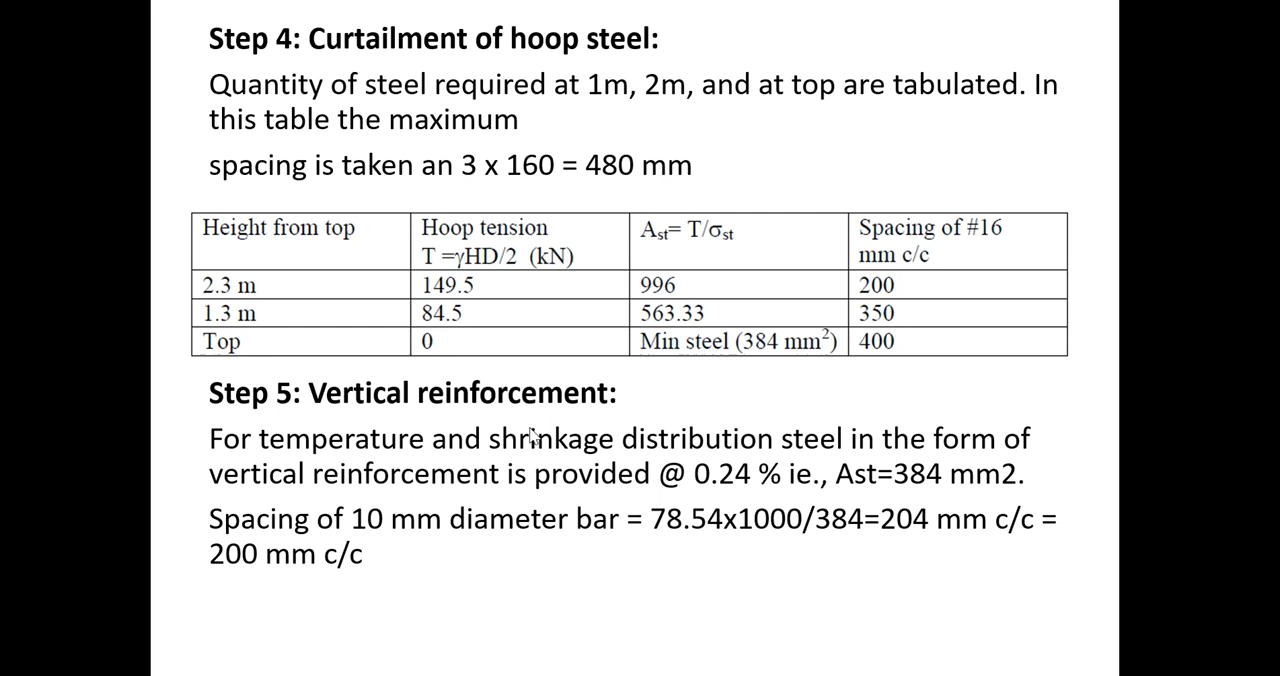 Step 4: Curtailment of hoop steel:
Quantity of steel required at 1m, 2m, and at top are tabulated. In
this table the maximum
spacing is taken an 3 x 160 = 480 mm
Height from top Hoop tension A_st= T/σ_st Spacing of #16
T =γHD/2 (kN) mm c/c
2.3 m 149.5 996 200
1.3 m 84.5 563.33 350
Top 0 Min steel (384 mm²) 400
Step 5: Vertical reinforcement:
For temperature and shrinkage distribution steel in the form of
vertical reinforcement is provided @ 0.24 % ie., Ast=384 mm2.
Spacing of 10 mm diameter bar = 78.54x1000/384=204 mm c/c =
200 mm c/c